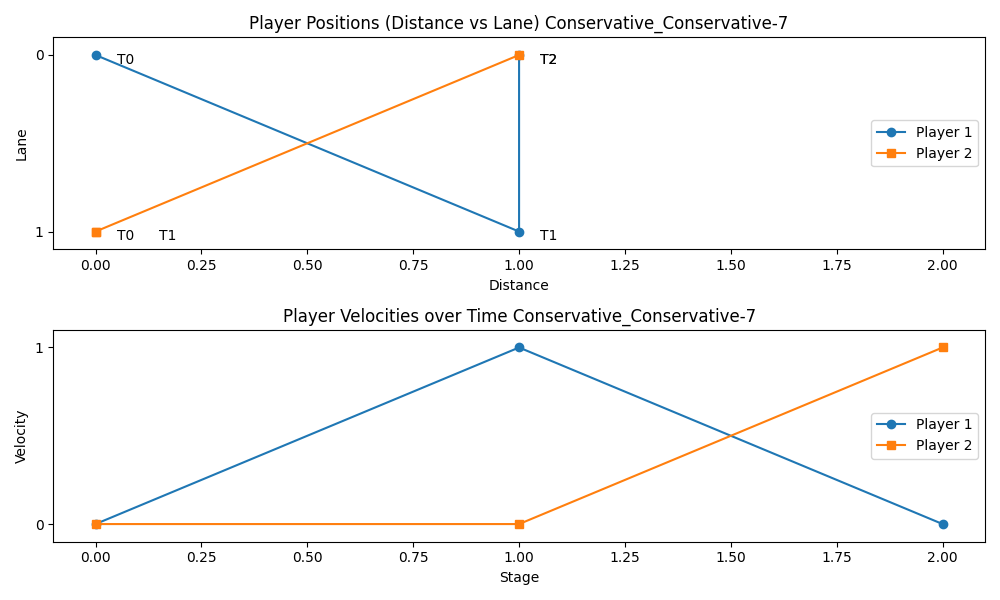 Player Positions (Distance vs Lane) Conservative_Conservative-7
Lane
0
1
T0
T2
T0
T1
T1
Player 1
Player 2
0.00 0.25 0.50 0.75 1.00 1.25 1.50 1.75 2.00
Distance
Player Velocities over Time Conservative_Conservative-7
Velocity
1
0
Player 1
Player 2
0.00 0.25 0.50 0.75 1.00 1.25 1.50 1.75 2.00
Stage